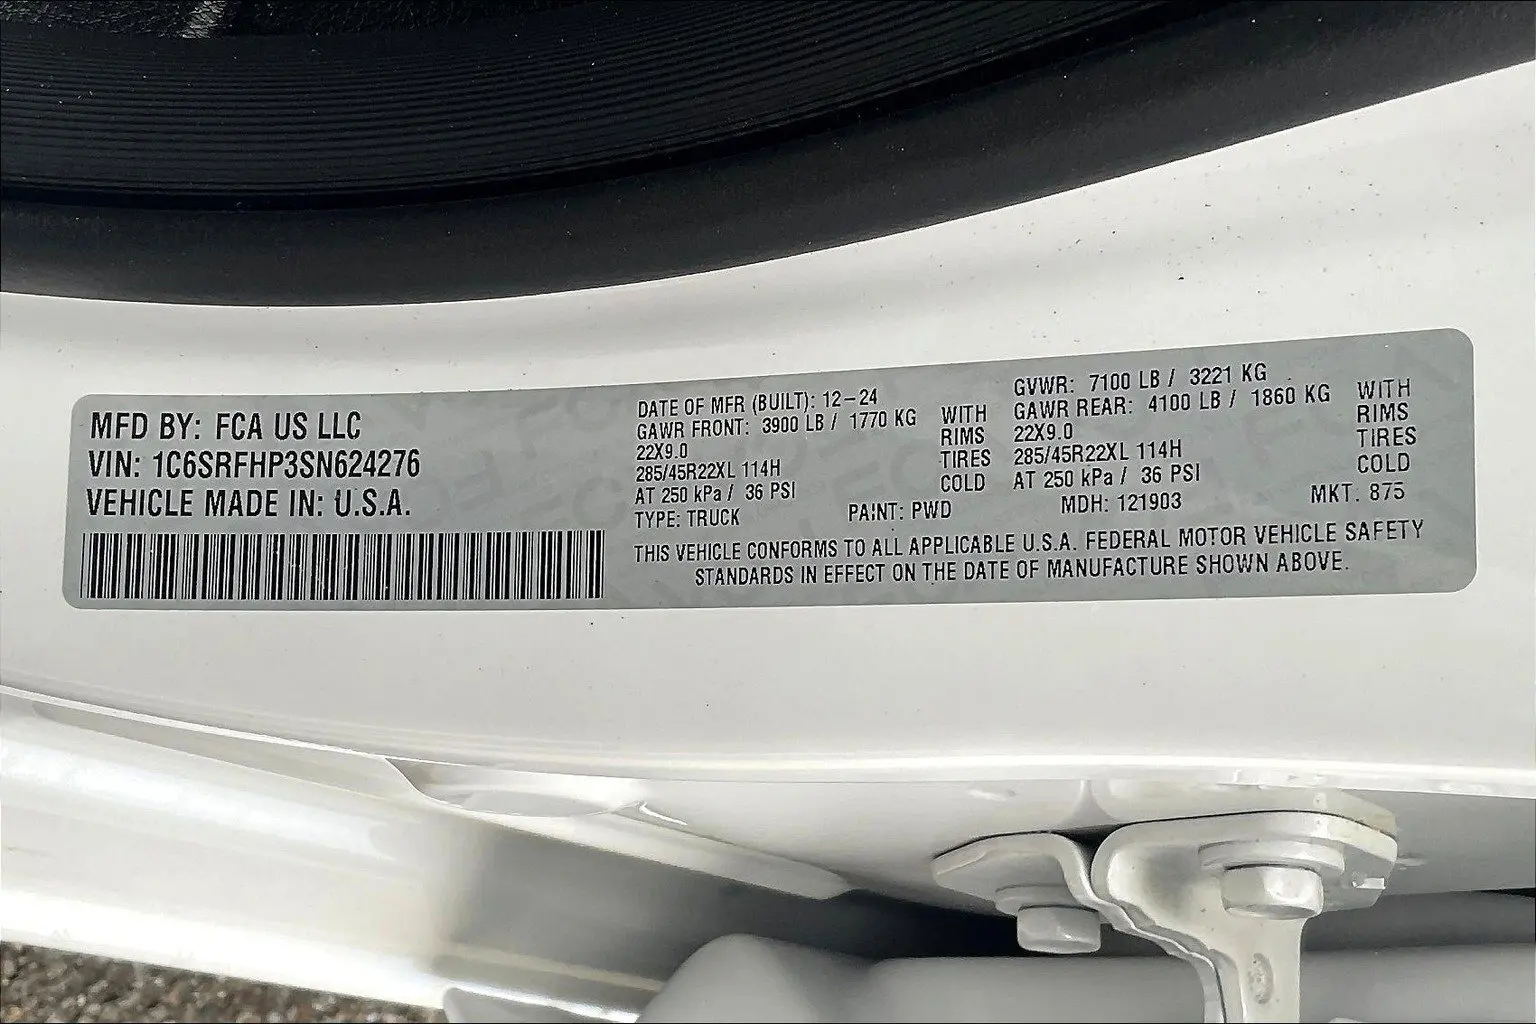 MFD BY: FCA US LLC
VIN: 1C6SRFHP3SN624276
VEHICLE MADE IN: U.S.A.
DATE OF MFR (BUILT): 12-24
GAWR FRONT: 3900 LB / 1770 KG WITH
22X9.0 RIMS
285/45R22XL 114H TIRES
AT 250 kPa / 36 PSI COLD
TYPE: TRUCK PAINT: PWD
GVWR: 7100 LB / 3221 KG
GAWR REAR: 4100 LB / 1860 KG WITH
22X9.0 RIMS
285/45R22XL 114H TIRES
AT 250 kPa / 36 PSI COLD
MDH: 121903 MKT: 875
THIS VEHICLE CONFORMS TO ALL APPLICABLE U.S.A. FEDERAL MOTOR VEHICLE SAFETY
STANDARDS IN EFFECT ON THE DATE OF MANUFACTURE SHOWN ABOVE.